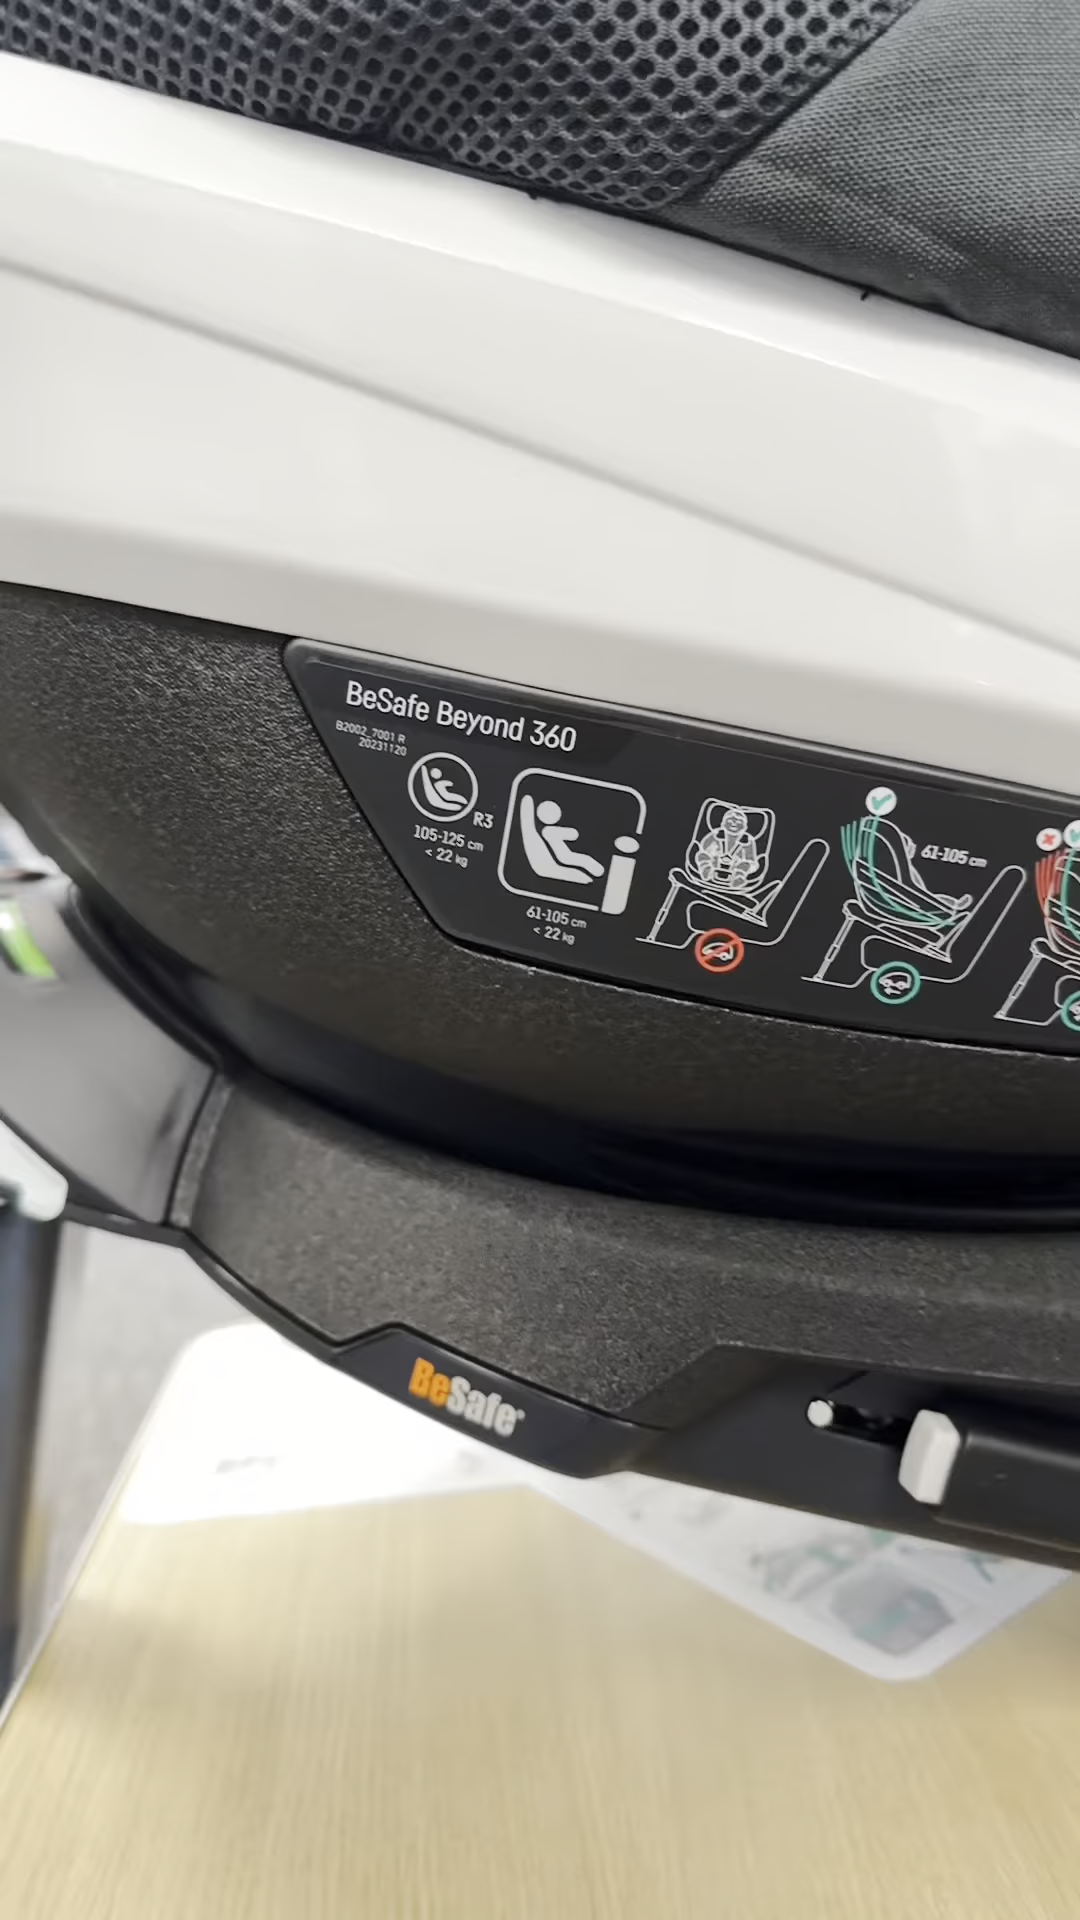 BeSafe Beyond 360
B2002_7001 R
20231120
R3
105-125 cm
< 22 kg
i
61-105 cm
< 22 kg
61-105 cm
BeSafe®